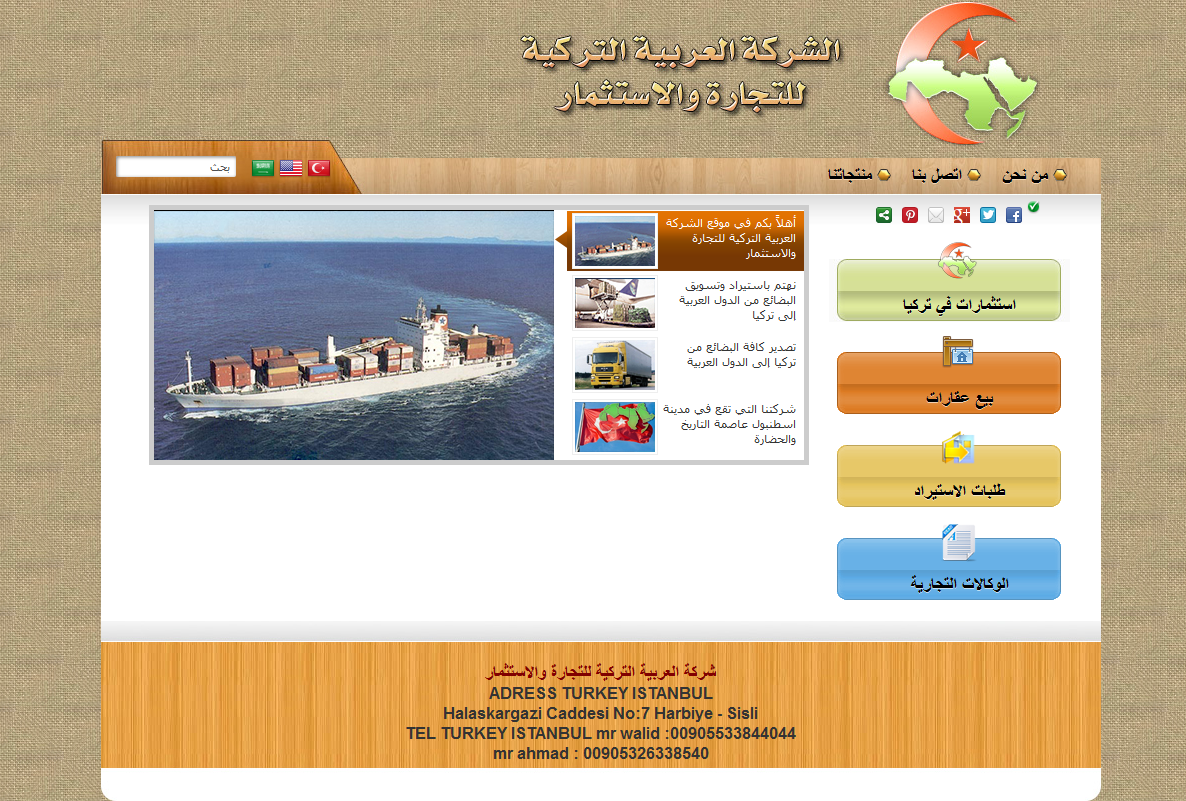 الشركة العربية التركية
للتجارة والاستثمار
من نحن
اتصل بنا
منتجاتنا
بحث
أهلاً بكم في موقع الشركة
العربية التركية للتجارة
والاستثمار
نهتم باستيراد وتسويق
البضائع من الدول العربية
إلى تركيا
تصدير كافة البضائع من
تركيا إلى الدول العربية
شركتنا التي تقع في مدينة
اسطنبول عاصمة التاريخ
والحضارة
استثمارات في تركيا
بيع عقارات
طلبات الاستيراد
الوكالات التجارية
شركة العربية التركية للتجارة والاستثمار
ADRESS TURKEY ISTANBUL
Halaskargazi Caddesi No:7 Harbiye - Sisli
TEL TURKEY ISTANBUL mr walid :00905533844044
mr ahmad : 00905326338540